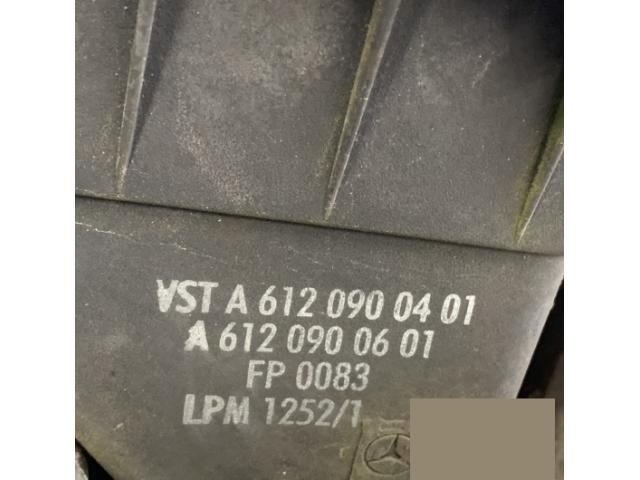 VST A 612 090 04 01
A 612 090 06 01
FP 0083
LPM 1252/1